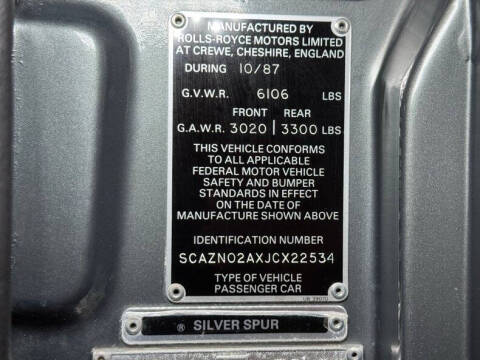 MANUFACTURED BY
ROLLS-ROYCE MOTORS LIMITED
AT CREWE, CHESHIRE, ENGLAND
DURING 10/87
G.V.W.R. 6106 LBS
FRONT REAR
G.A.W.R. 3020 | 3300 LBS
THIS VEHICLE CONFORMS
TO ALL APPLICABLE
FEDERAL MOTOR VEHICLE
SAFETY AND BUMPER
STANDARDS IN EFFECT
ON THE DATE OF
MANUFACTURE SHOWN ABOVE
IDENTIFICATION NUMBER
SCAZN02AXJCX22534
TYPE OF VEHICLE
PASSENGER CAR
® SILVER SPUR